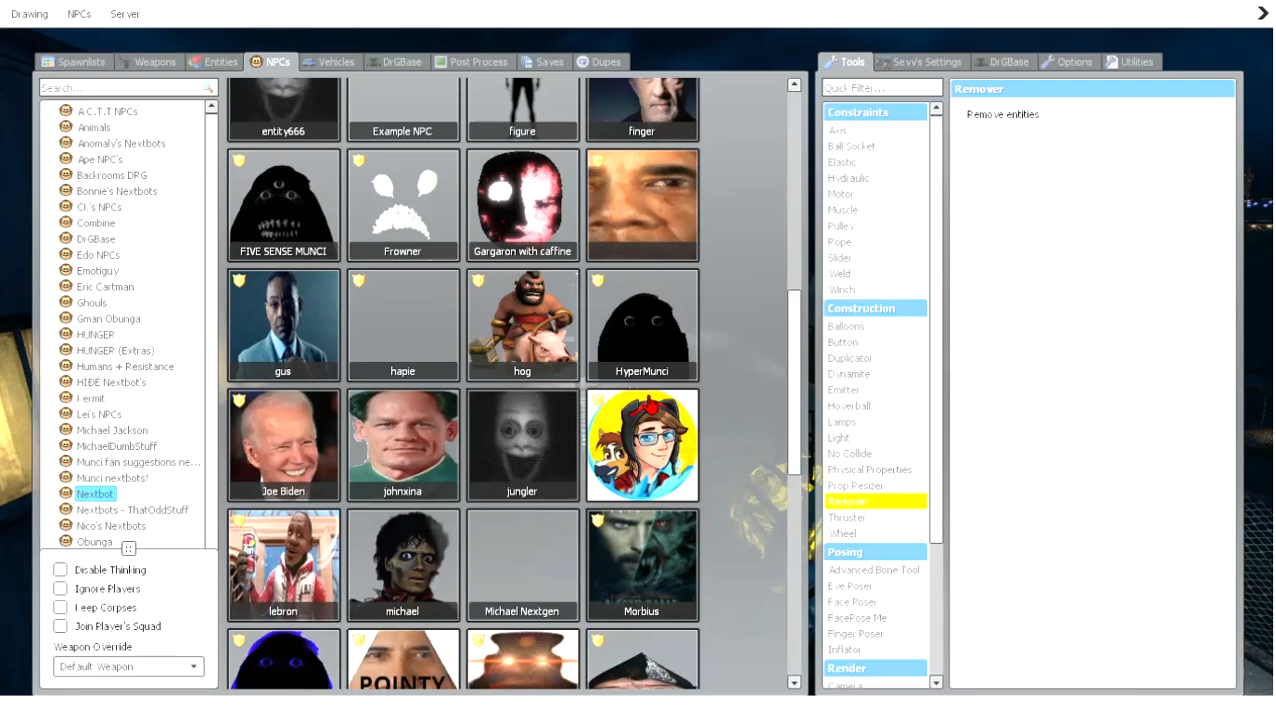 Drawing NPCs Server
Spawnlists Weapons Entities NPCs Vehicles DrGBase Post Process Saves Dupes
Tools Sevv's Settings DrGBase Options Utilities
Search...
A.C.T.T NPCs
Animals
Anomaly's Nextbots
Ape NPC's
Backrooms DRG
Bonnie's Nextbots
CL's NPCs
Combine
DrGBase
Edo NPCs
Emotiguy
Eric Cartman
Ghouls
Gman Obunga
HUNGER
HUNGER (Extras)
Humans + Resistance
HIDE Nextbot's
Kermit
Lei's NPCs
Michael Jackson
MichaelDumbStuff
Munci fan suggestions ne...
Munci nextbots!
Nextbot
Nextbots - ThatOddStuff
Nico's Nextbots
Obunga
Disable Thinking
Ignore Players
Keep Corpses
Join Player's Squad
Weapon Override
Default Weapon
entity666
Example NPC
figure
finger
FIVE SENSE MUNCI
Frowner
Gargaron with caffine
gus
hapie
hog
HyperMunci
Joe Biden
johnxina
jungler
lebron
michael
Michael Nextgen
Morbius
POINTY
Quick Filter...
Constraints
Axis
Ball Socket
Elastic
Hydraulic
Motor
Muscle
Pulley
Rope
Slider
Weld
Winch
Construction
Balloons
Button
Duplicator
Dynamite
Emitter
Hoverball
Lamps
Light
No Collide
Physical Properties
Prop Resizer
Remover
Thruster
Wheel
Posing
Advanced Bone Tool
Eye Poser
Face Poser
FacePose Me
Finger Poser
Inflator
Render
Camera
Remover
Remove entities